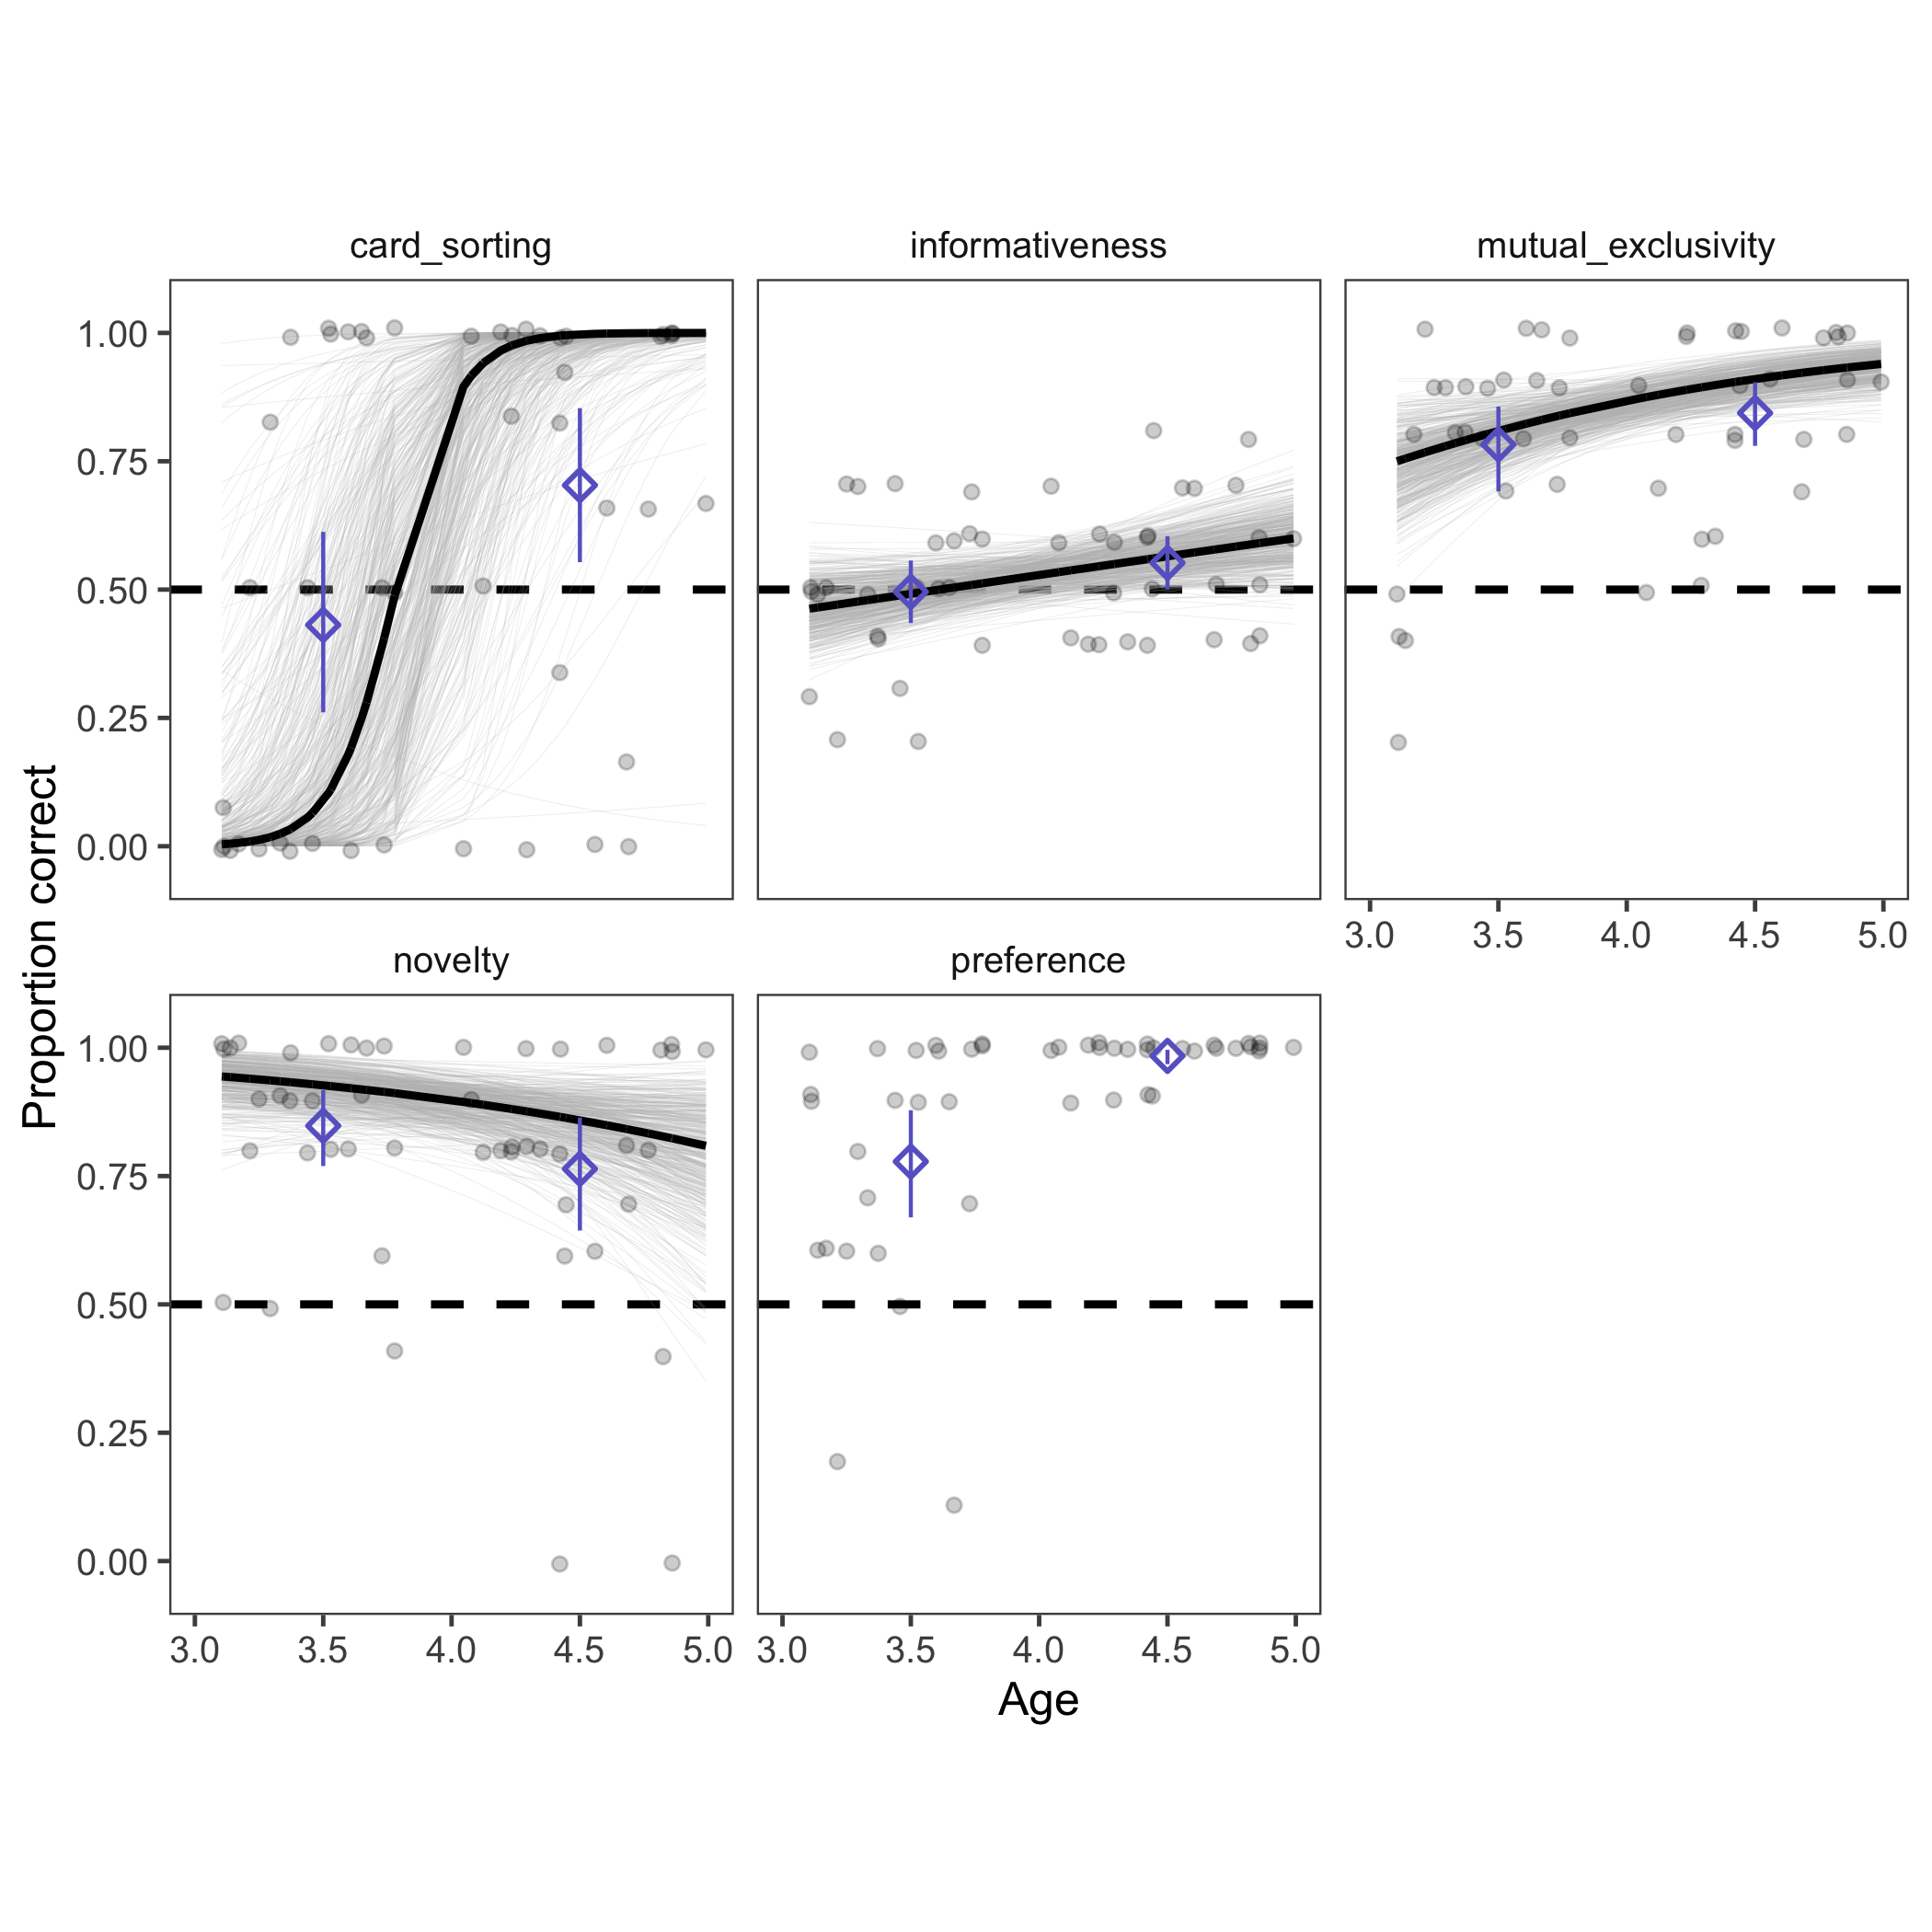 card_sorting
informativeness
mutual_exclusivity
1.00
0.75
0.50
0.25
0.00
3.0 3.5 4.0 4.5 5.0
novelty
preference
1.00
0.75
0.50
0.25
0.00
3.0 3.5 4.0 4.5 5.0
3.0 3.5 4.0 4.5 5.0
Age
Proportion correct